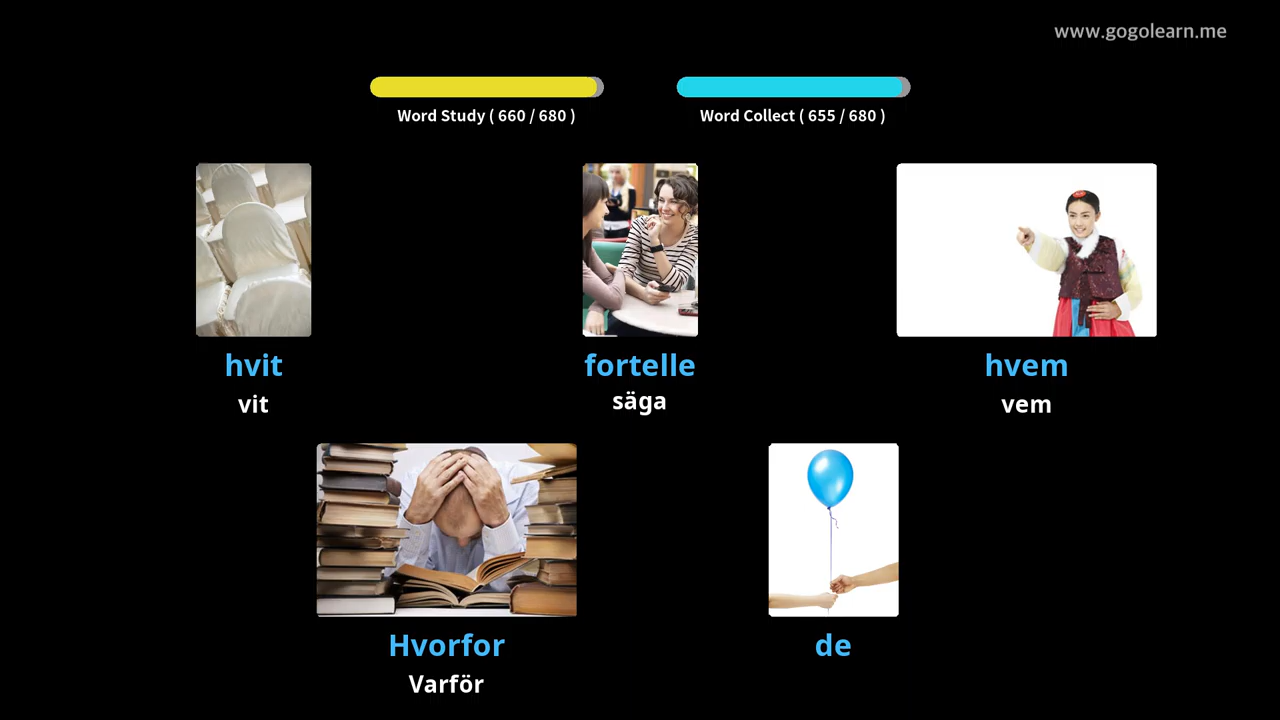 www.gogolearn.me
Word Study ( 660 / 680 )
Word Collect ( 655 / 680 )
hvit
vit
fortelle
säga
hvem
vem
Hvorfor
Varför
de